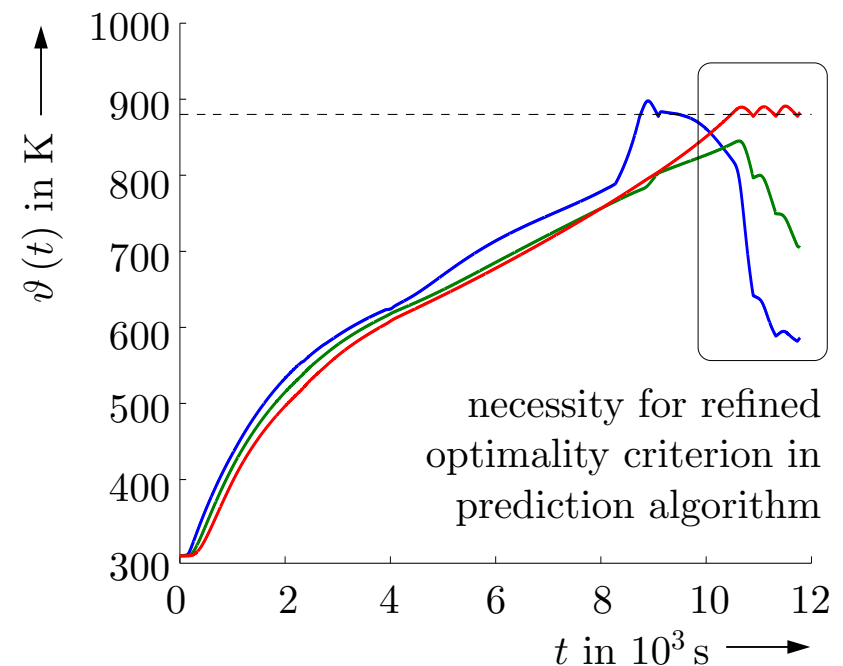 1000
900
800
700
600
500
400
300
ϑ (t) in K
necessity for refined
optimality criterion in
prediction algorithm
0 2 4 6 8 10 12
t in 10³ s